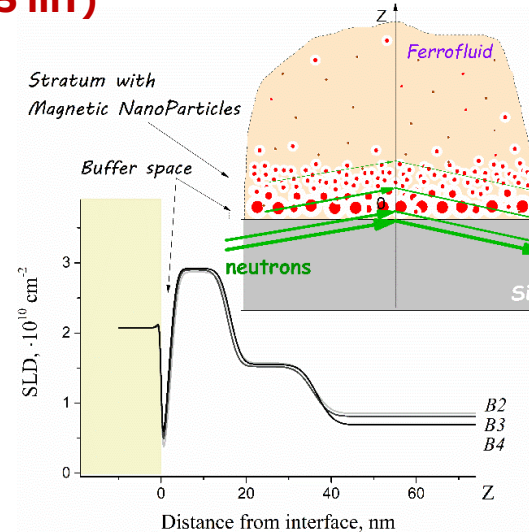 Z
Ferrofluid
Stratum with
Magnetic NanoParticles
Buffer space
0
neutrons
Si
SLD, ·10¹⁰ cm⁻²
3
2
1
0
B2
B3
B4
0
20
40
60
Z
Distance from interface, nm